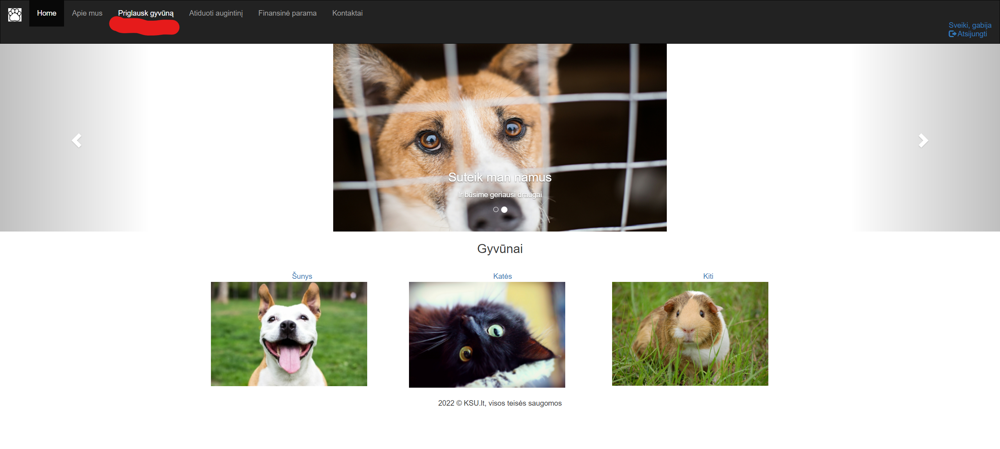 Home Apie mus Priglausk gyvūną Atiduoti augintinį Finansinė parama Kontaktai
Sveiki, gabija
Atsijungti
Suteik man namus
Ir būsime geriausi draugai
Gyvūnai
Šunys Katės Kiti
2022 © KSU.lt, visos teisės saugomos